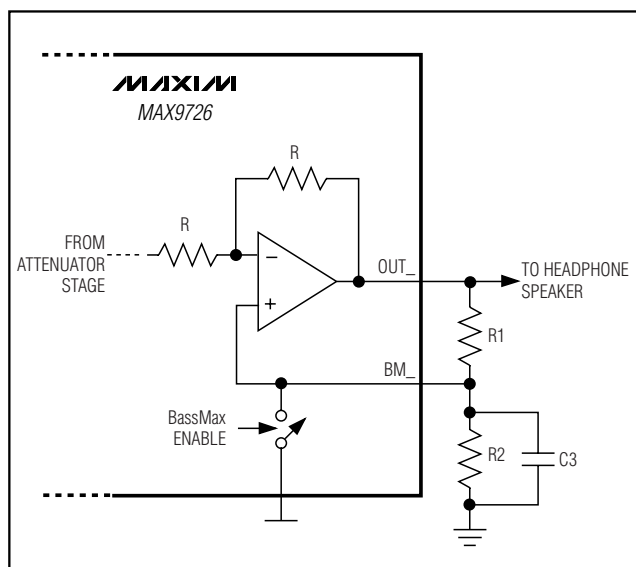 MAXIM
MAX9726
R
R
FROM
ATTENUATOR
STAGE
−
+
OUT_
TO HEADPHONE
SPEAKER
R1
BM_
BassMax
ENABLE
R2
C3